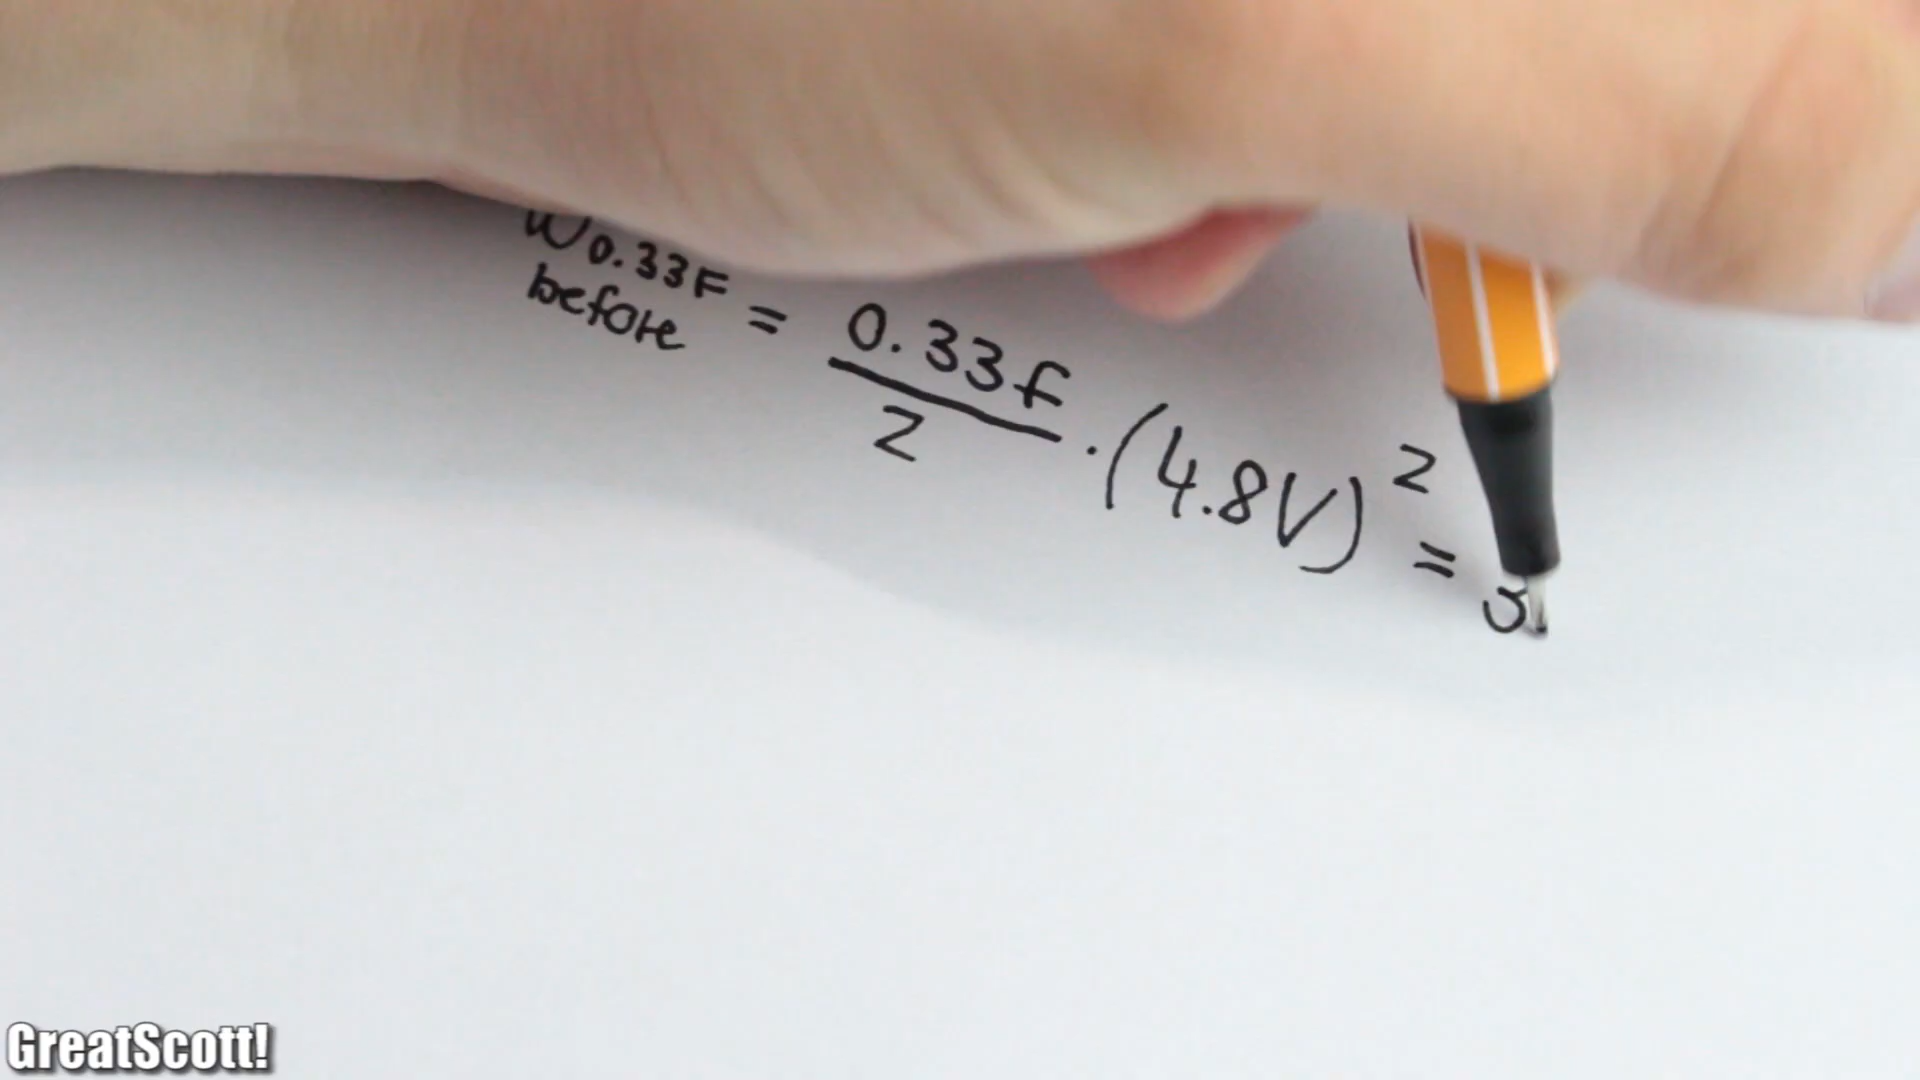 W0.33F = 0.33F/2 · (4.8V)² =
before
GreatScott!